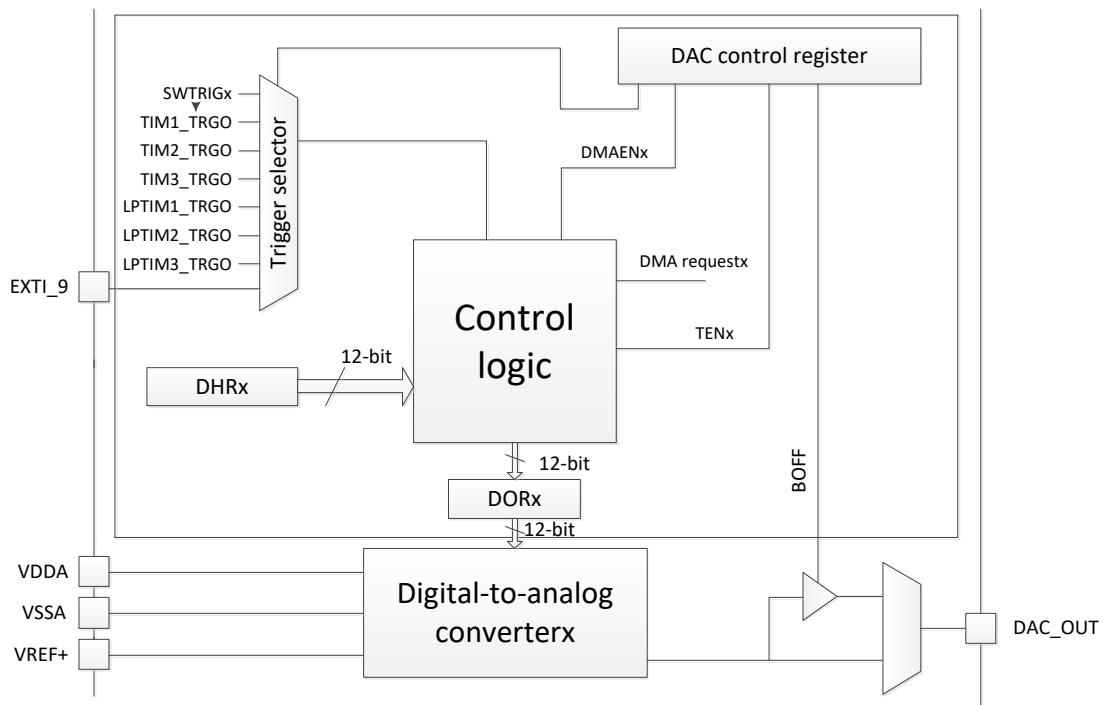 DAC control register
SWTRIGx
TIM1_TRGO
TIM2_TRGO
TIM3_TRGO
LPTIM1_TRGO
LPTIM2_TRGO
LPTIM3_TRGO
Trigger selector
DMAENx
EXTI_9
DMA requestx
Control
logic
TENx
12-bit
DHRx
12-bit
BOFF
DORx
12-bit
VDDA
VSSA
VREF+
Digital-to-analog
converterx
DAC_OUT